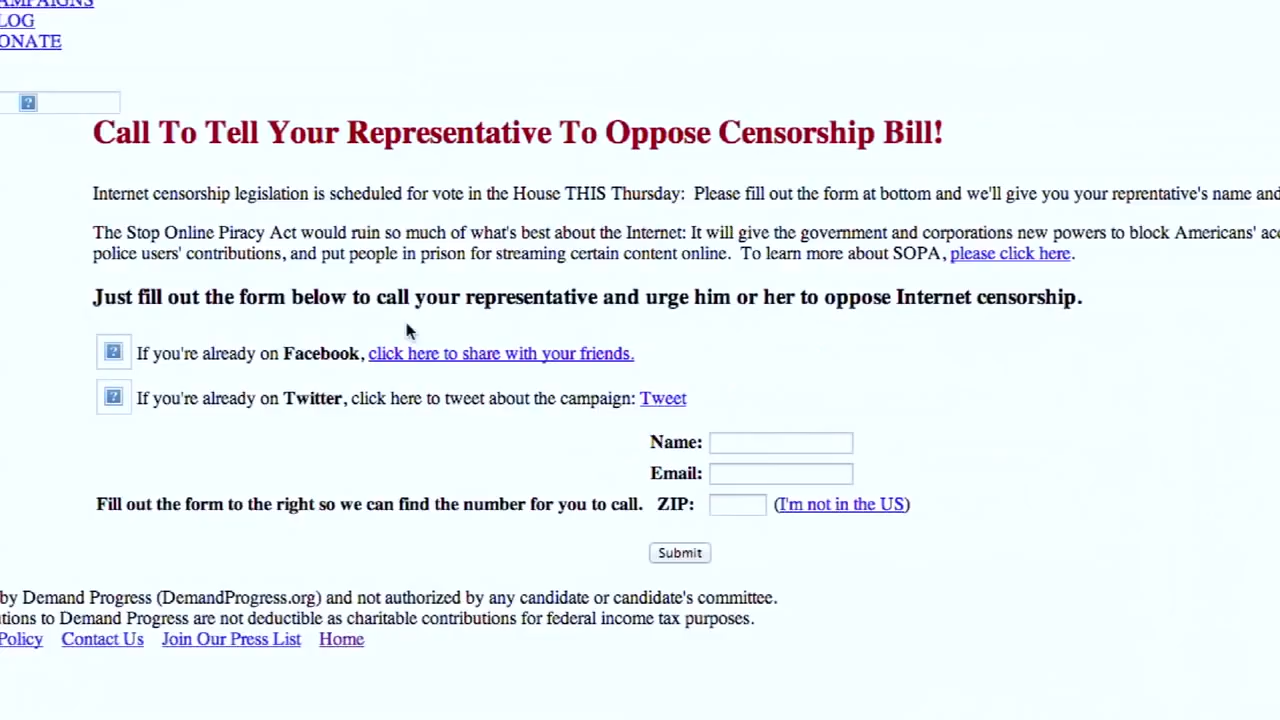 AMPAIGNS
LOG
ONATE
Call To Tell Your Representative To Oppose Censorship Bill!
Internet censorship legislation is scheduled for vote in the House THIS Thursday:  Please fill out the form at bottom and we'll give you your reprentative's name and
The Stop Online Piracy Act would ruin so much of what's best about the Internet: It will give the government and corporations new powers to block Americans' acc
police users' contributions, and put people in prison for streaming certain content online.  To learn more about SOPA, please click here.
Just fill out the form below to call your representative and urge him or her to oppose Internet censorship.
If you're already on Facebook, click here to share with your friends.
If you're already on Twitter, click here to tweet about the campaign: Tweet
Name:
Email:
Fill out the form to the right so we can find the number for you to call. ZIP: (I'm not in the US)
Submit
by Demand Progress (DemandProgress.org) and not authorized by any candidate or candidate's committee.
utions to Demand Progress are not deductible as charitable contributions for federal income tax purposes.
Policy Contact Us Join Our Press List Home